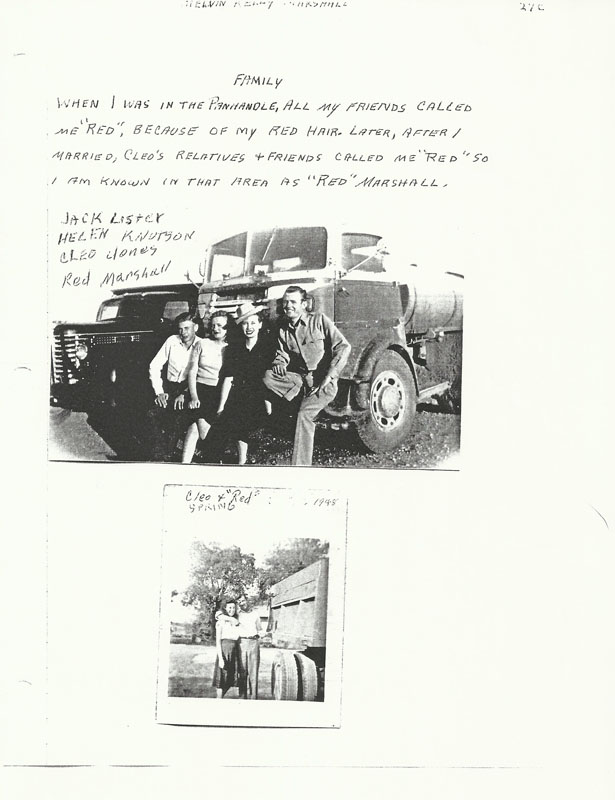 MELVIN KELLY MARSHALL
27C
FAMILY
WHEN I WAS IN THE PANHANDLE, ALL MY FRIENDS CALLED
ME "RED", BECAUSE OF MY RED HAIR. LATER, AFTER I
MARRIED, CLEO'S RELATIVES + FRIENDS CALLED ME "RED" SO
I AM KNOWN IN THAT AREA AS "RED" MARSHALL.
JACK LISTER
HELEN KNUTSON
CLEO Jones
Red Marshall
Cleo + "Red"
SPRING 1948